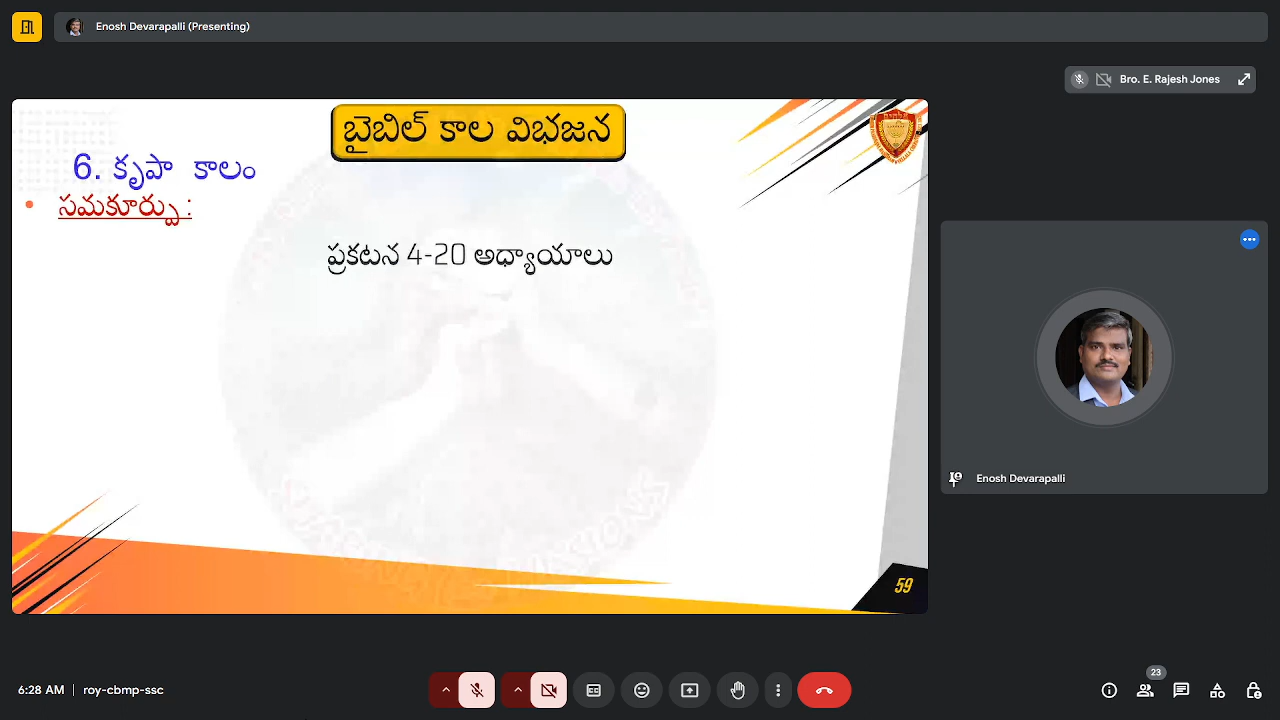 Enosh Devarapalli (Presenting)
Bro. E. Rajesh Jones
బైబిల్ కాల విభజన
6. కృపా కాలం
• సమకూర్పు :
ప్రకటన 4-20 అధ్యాయాలు
59
Enosh Devarapalli
6:28 AM | roy-cbmp-ssc
23